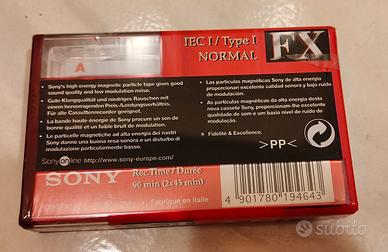 IEC I / Type I
NORMAL
FX
A
Sony's high energy magnetic particle tape gives good
sound quality and low modulation noise.
Gute Klangqualität und niedriges Rauschen mit
einem hervorragenden Preis-/Leistungsverhältnis.
Für alle Cassettenrecorder geeignet.
La bande haute énergie de Sony procure un son de
bonne qualité et un faible bruit de modulation.
Le particelle magnetiche ad alta energia dei nastri
Sony danno una buona resa sonora e un disturbo di
modulazione particolarmente basso.
Las partículas magnéticas Sony de alta energía
proporcionan excelente calidad sonora y bajo ruido
de modulación.
As partículas magnéticas da alta energia desta
nova cassete Sony, proporcionam uma excelente
qualidade de som e um baixo nível de ruído de
modulação.
Fidélité & Excellence.
>PP<
Sony online http://www.sony-europe.com/
SONY
Rec.Time / Durée
90 min (2x45 min)
Fabriqué en Italie
4 901780 194643
subito